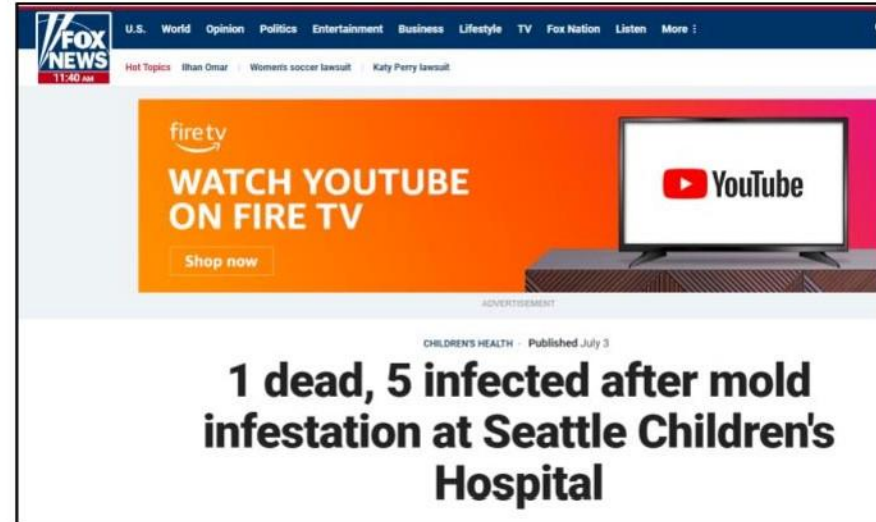 FOX
NEWS
11:40 AM
U.S. World Opinion Politics Entertainment Business Lifestyle TV Fox Nation Listen More
Hot Topics Ilhan Omar Women's soccer lawsuit Katy Perry lawsuit
fire tv
WATCH YOUTUBE
ON FIRE TV
Shop now
YouTube
ADVERTISEMENT
CHILDREN'S HEALTH - Published July 3
1 dead, 5 infected after mold
infestation at Seattle Children's
Hospital